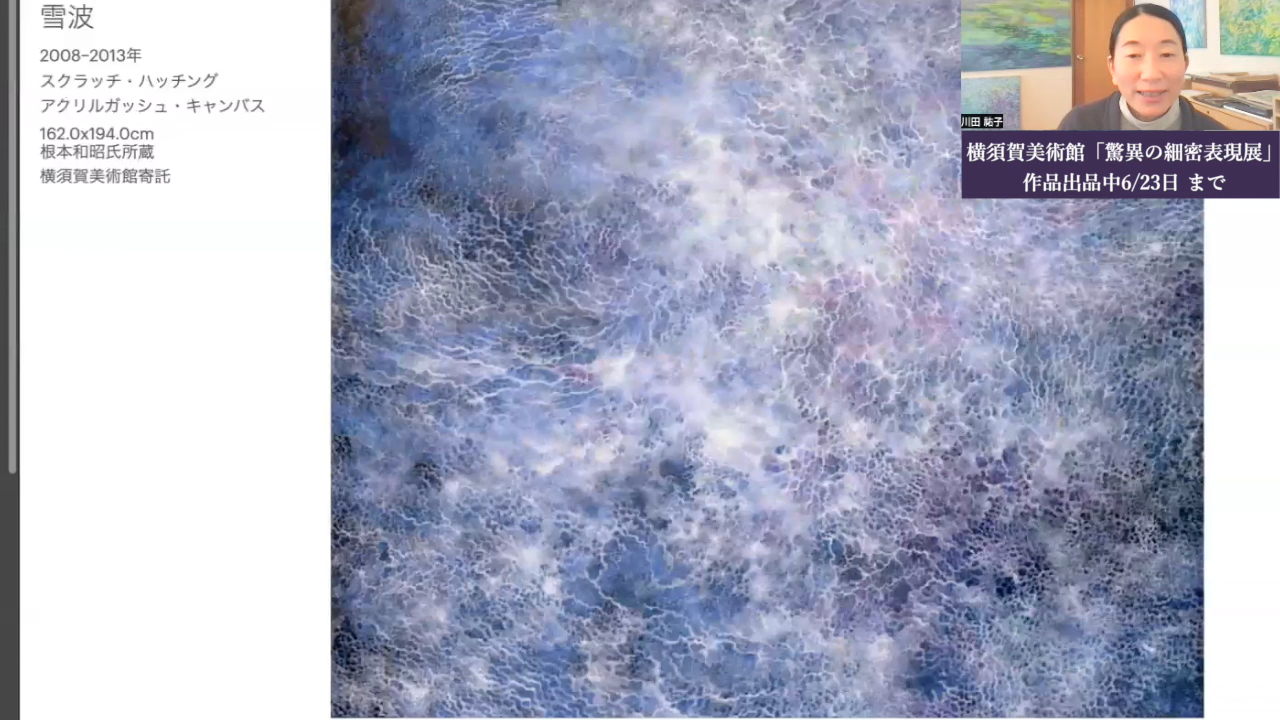 雪波
2008–2013年
スクラッチ・ハッチング
アクリルガッシュ・キャンバス
162.0x194.0cm
根本和昭氏所蔵
横須賀美術館寄託
川田 祐子
横須賀美術館「驚異の細密表現展」
作品出品中6/23日 まで